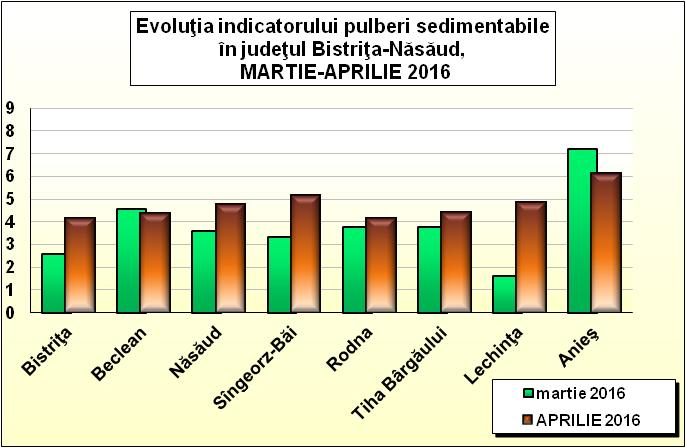 Evoluţia indicatorului pulberi sedimentabile
în judeţul Bistriţa-Năsăud,
MARTIE-APRILIE 2016
9
8
7
6
5
4
3
2
1
0
Bistriţa
Beclean
Năsăud
Sîngeorz-Băi
Rodna
Tiha Bârgăului
Lechinţa
Anieş
martie 2016
APRILIE 2016